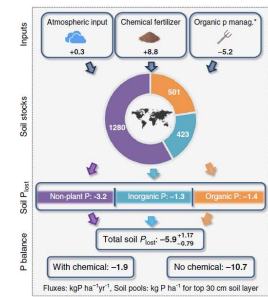 Inputs
Atmospheric input
+0.3
Chemical fertilizer
+8.8
Organic p manag.*
−5.2
Soil stocks
501
1280
423
Soil Plost
Non-plant P: -3.2
Inorganic P: −1.3
Organic P: −1.4
P balance
Total soil Plost: −5.9 +1.17 −0.79
With chemical: −1.9
No chemical: −10.7
Fluxes: kgP ha−1yr−1, Soil pools: kg P ha−1 for top 30 cm soil layer